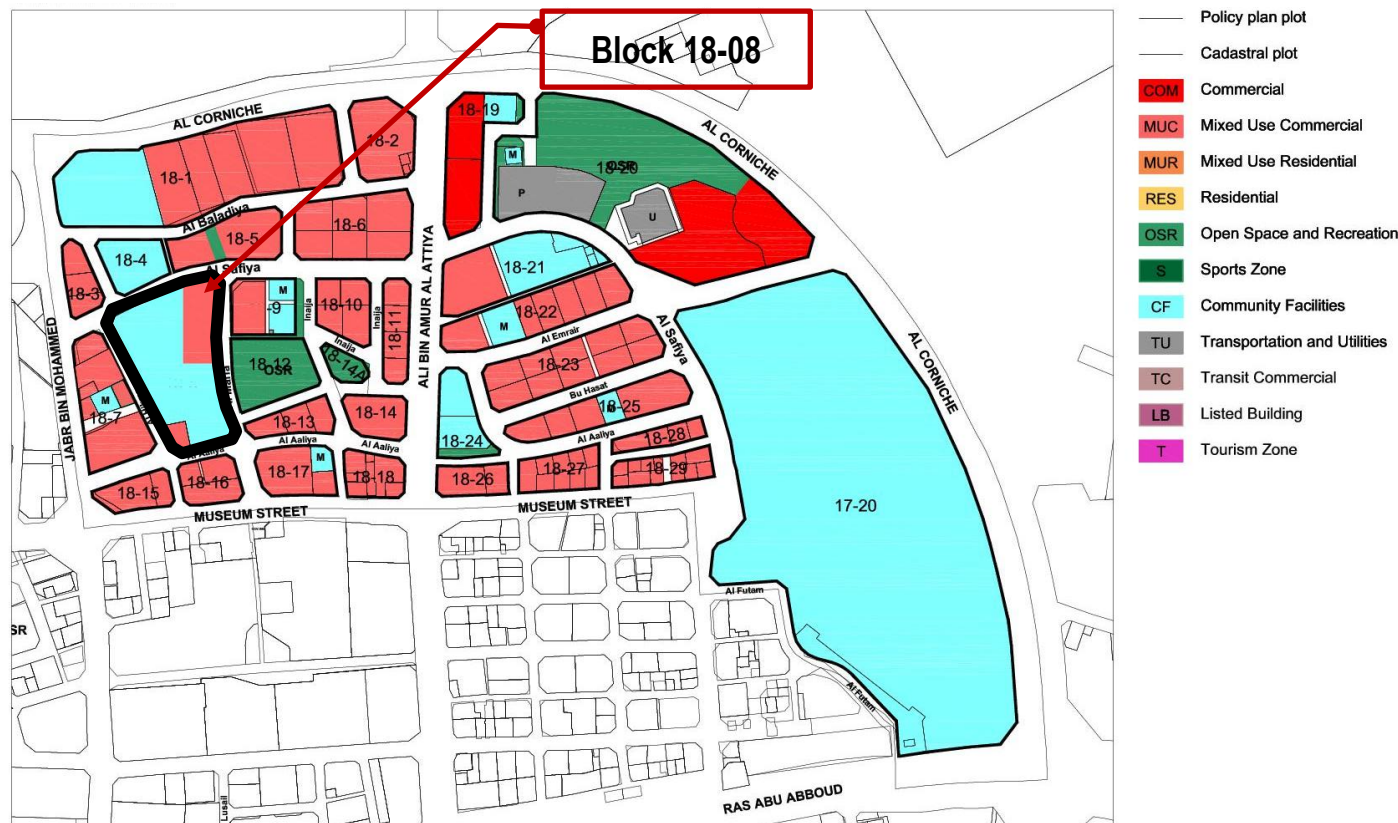 Block 18-08
AL CORNICHE
18-1
18-2
18-19
M
18-20
OSR
P
U
AL CORNICHE
Al Baladiya
18-5
18-6
18-4
Al Safiya
18-3
-9
M
Inaija
18-10
Inaija
18-11
Inaija
18-12
OSR
18-14A
18-21
M
18-22
Al Emrair
18-23
Al Safiya
Bu Hasat
18-25
Al Aaliya
18-24
ALI BIN AMUR AL ATTIYA
AL CORNICHE
JABR BIN MOHAMMED
M
18-7
18-13
18-14
Al Aaliya
Al Aaliya
Al Aaliya
18-15
18-16
18-17
M
18-18
18-26
18-27
18-28
18-29
MUSEUM STREET
MUSEUM STREET
17-20
Al Futam
Al Futam
SR
Lusail
RAS ABU ABBOUD
Policy plan plot
Cadastral plot
COM Commercial
MUC Mixed Use Commercial
MUR Mixed Use Residential
RES Residential
OSR Open Space and Recreation
S Sports Zone
CF Community Facilities
TU Transportation and Utilities
TC Transit Commercial
LB Listed Building
T Tourism Zone